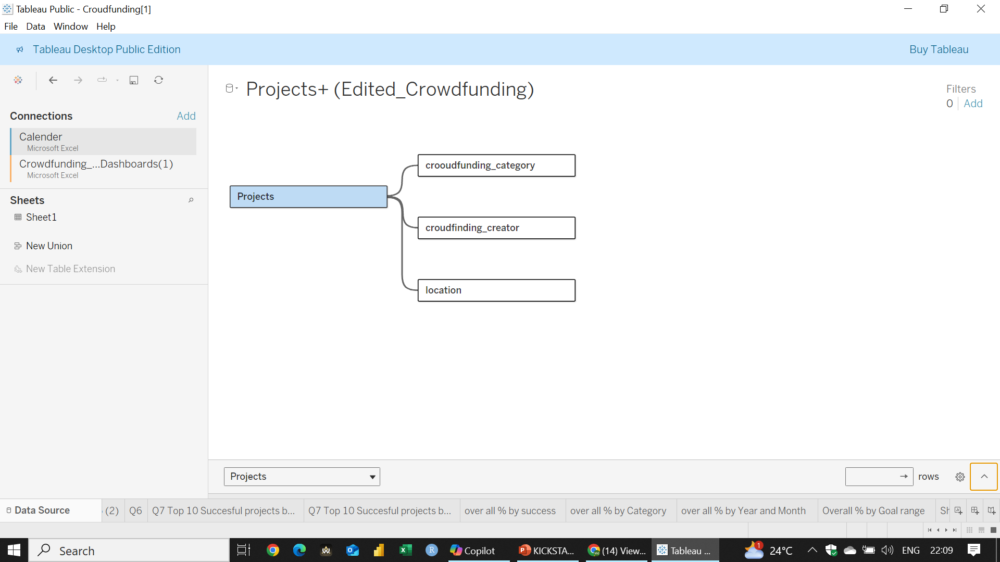 Tableau Public - Croudfunding[1]
File Data Window Help
Tableau Desktop Public Edition
Buy Tableau
Connections
Add
Calender
Microsoft Excel
Crowdfunding_...Dashboards(1)
Microsoft Excel
Sheets
Sheet1
New Union
New Table Extension
Projects+ (Edited_Crowdfunding)
Filters
0 Add
Projects
crooudfunding_category
croudfinding_creator
location
Projects
rows
Data Source
(2)
Q6
Q7 Top 10 Succesful projects b...
Q7 Top 10 Succesful projects b...
over all % by success
over all % by Category
over all % by Year and Month
Overall % by Goal range
Search
Copilot
KICKSTA...
(14) View...
Tableau ...
1
24°C
ENG
22:09